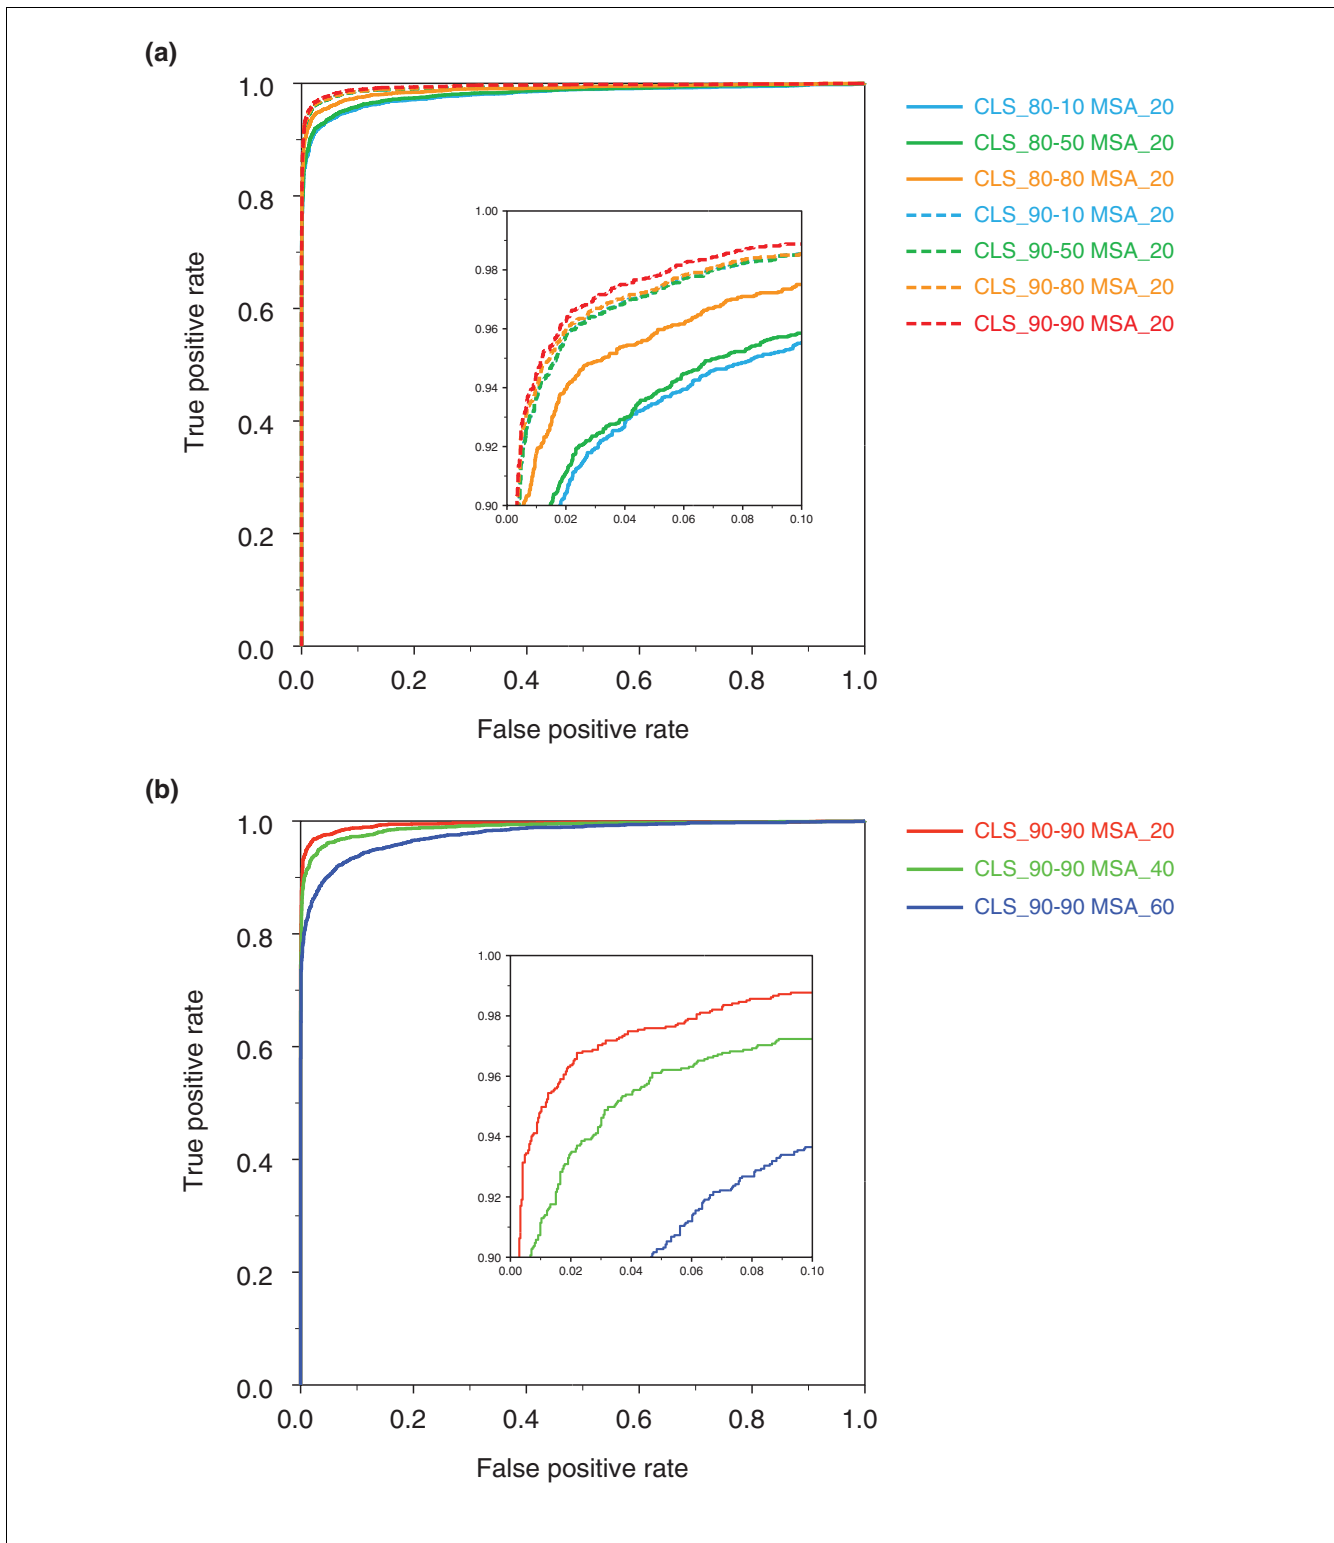 (a)
1.0
0.8
0.6
0.4
0.2
0.0
True positive rate
0.0 0.2 0.4 0.6 0.8 1.0
False positive rate
1.00
0.98
0.96
0.94
0.92
0.90
0.00 0.02 0.04 0.06 0.08 0.10
CLS_80-10 MSA_20
CLS_80-50 MSA_20
CLS_80-80 MSA_20
CLS_90-10 MSA_20
CLS_90-50 MSA_20
CLS_90-80 MSA_20
CLS_90-90 MSA_20
(b)
1.0
0.8
0.6
0.4
0.2
0.0
True positive rate
0.0 0.2 0.4 0.6 0.8 1.0
False positive rate
1.00
0.98
0.96
0.94
0.92
0.90
0.00 0.02 0.04 0.06 0.08 0.10
CLS_90-90 MSA_20
CLS_90-90 MSA_40
CLS_90-90 MSA_60